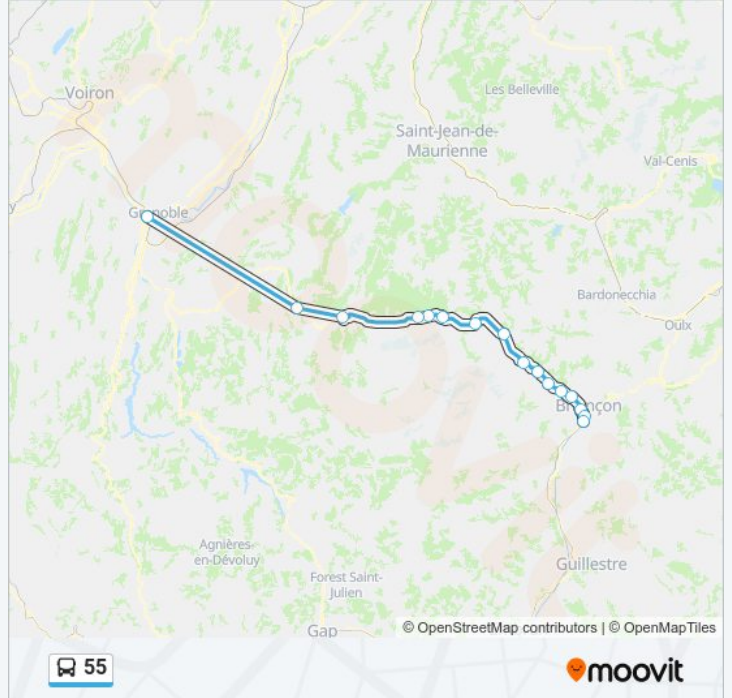 Voiron
Les Belleville
Saint-Jean-de-
Maurienne
Val-Cenis
Grenoble
Bardonecchia
Oulx
Briançon
Agnières-
en-Dévoluy
Guillestre
Forest Saint-
Julien
Gap
© OpenStreetMap contributors | © OpenMapTiles
55
moovit